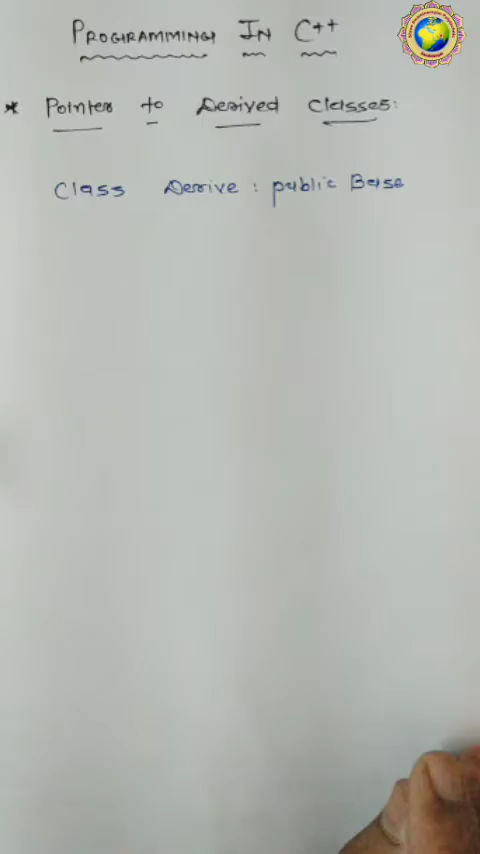 PROGRAMMING IN C++
* Pointer to Derived Classes:
Class Derive : public Base